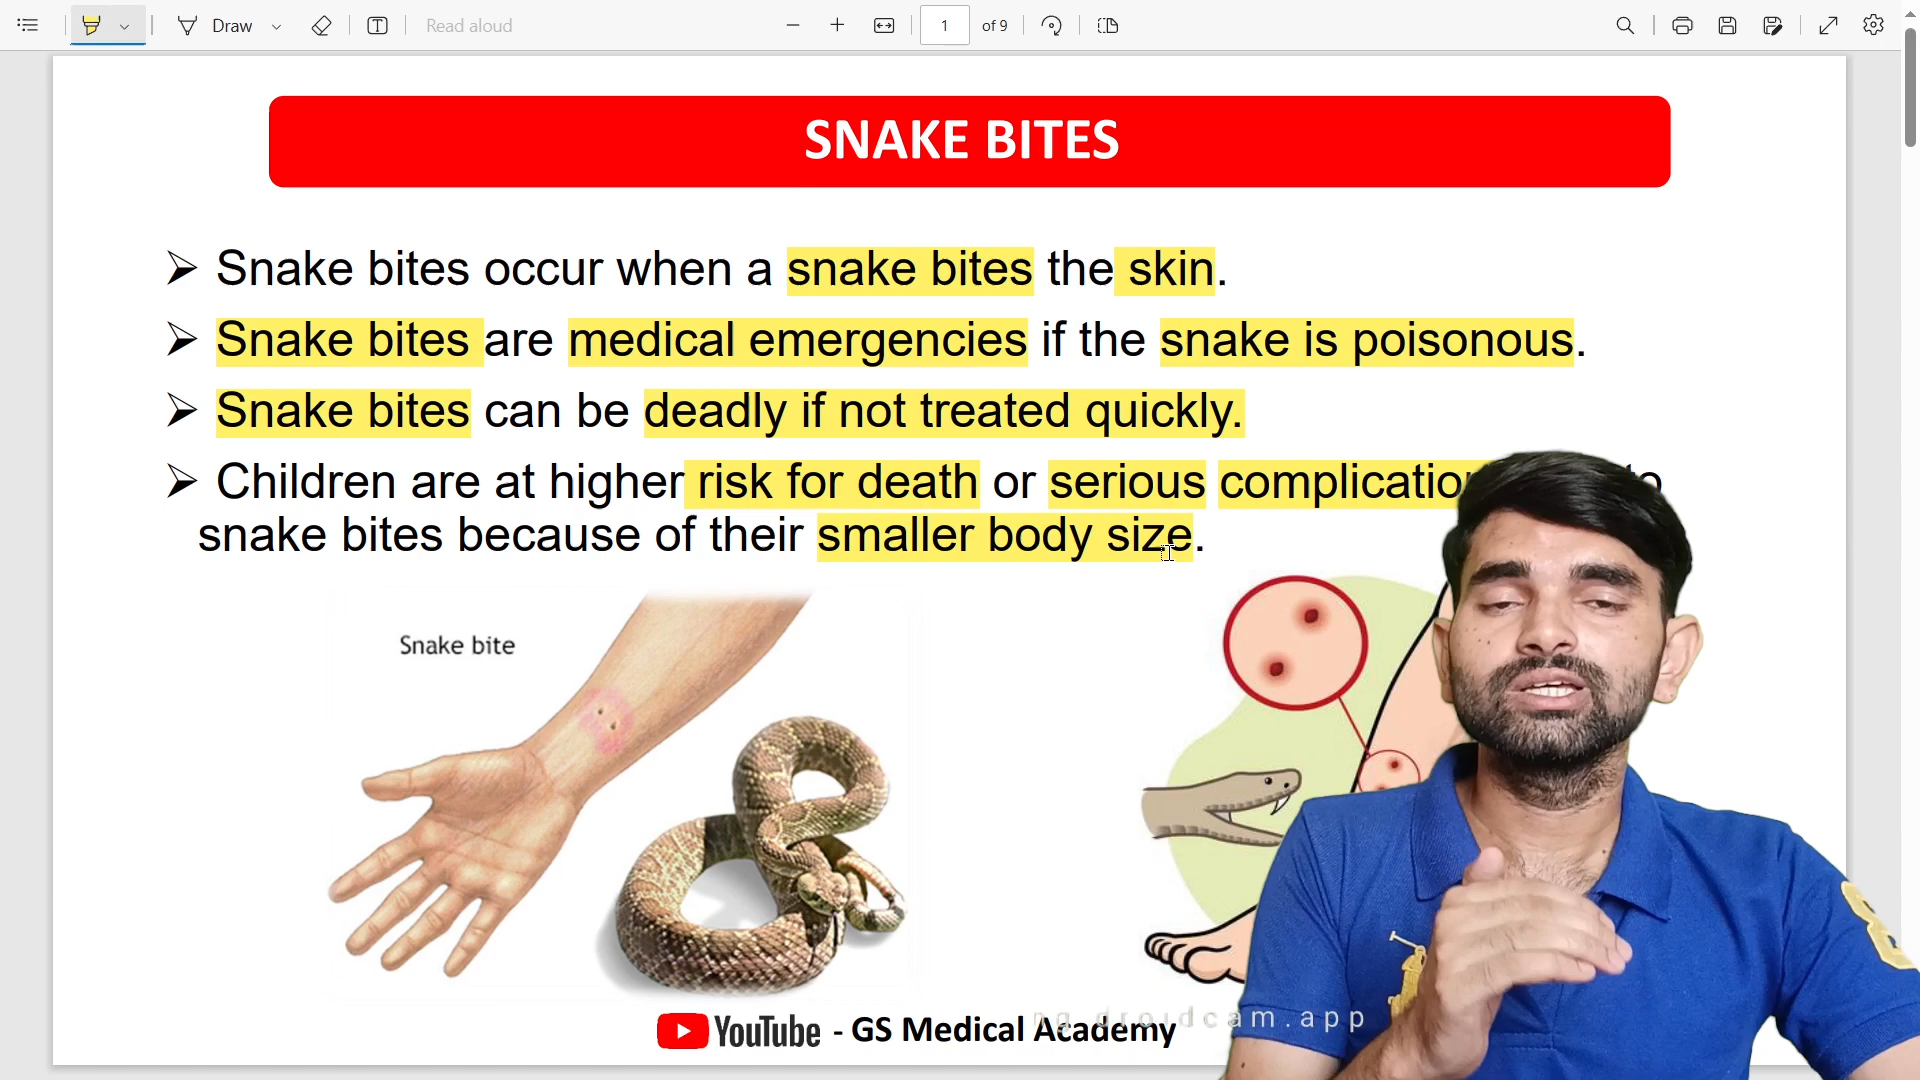 Draw
Read aloud
1 of 9
SNAKE BITES
➢ Snake bites occur when a snake bites the skin.
➢ Snake bites are medical emergencies if the snake is poisonous.
➢ Snake bites can be deadly if not treated quickly.
➢ Children are at higher risk for death or serious
snake bites because of their smaller body size.
Snake bite
YouTube - GS Medical Academy
droidcam.app